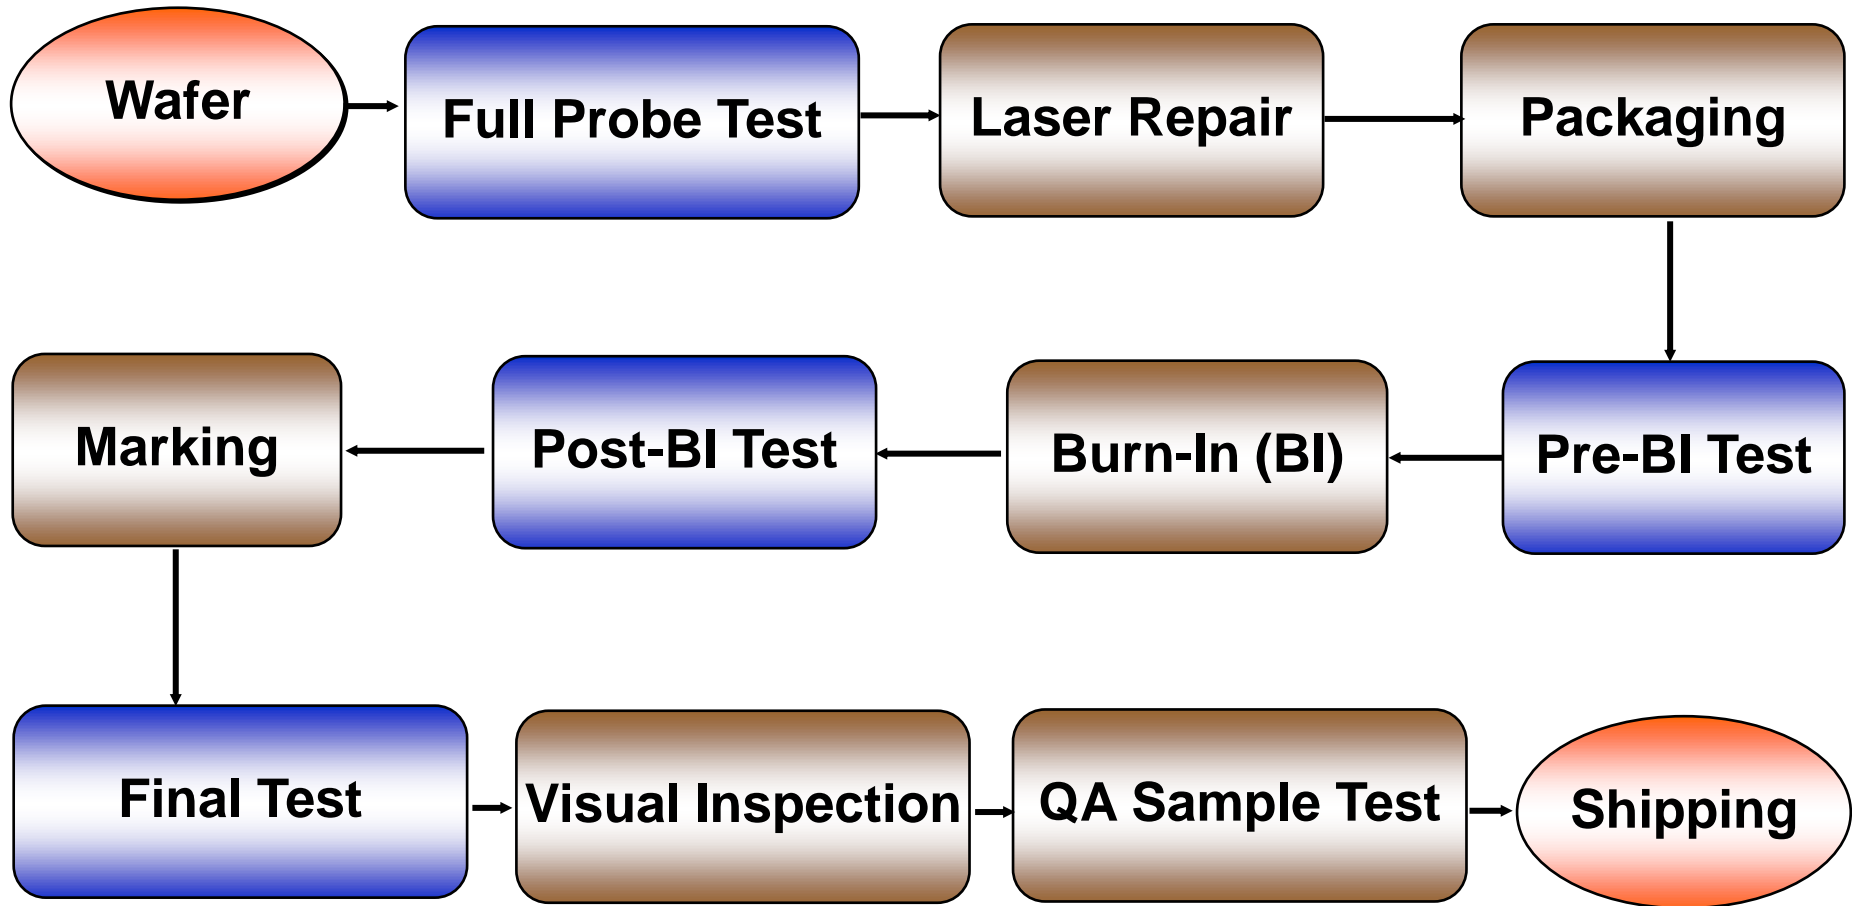 Wafer
Full Probe Test
Laser Repair
Packaging
Marking
Post-BI Test
Burn-In (BI)
Pre-BI Test
Final Test
Visual Inspection
QA Sample Test
Shipping